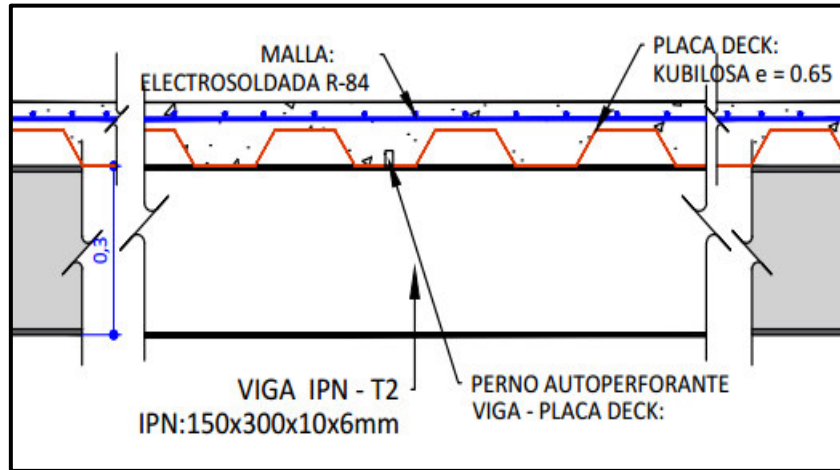 MALLA:
ELECTROSOLDADA R-84
PLACA DECK:
KUBILOSA e = 0.65
0,3
VIGA IPN - T2
IPN:150x300x10x6mm
PERNO AUTOPERFORANTE
VIGA - PLACA DECK: